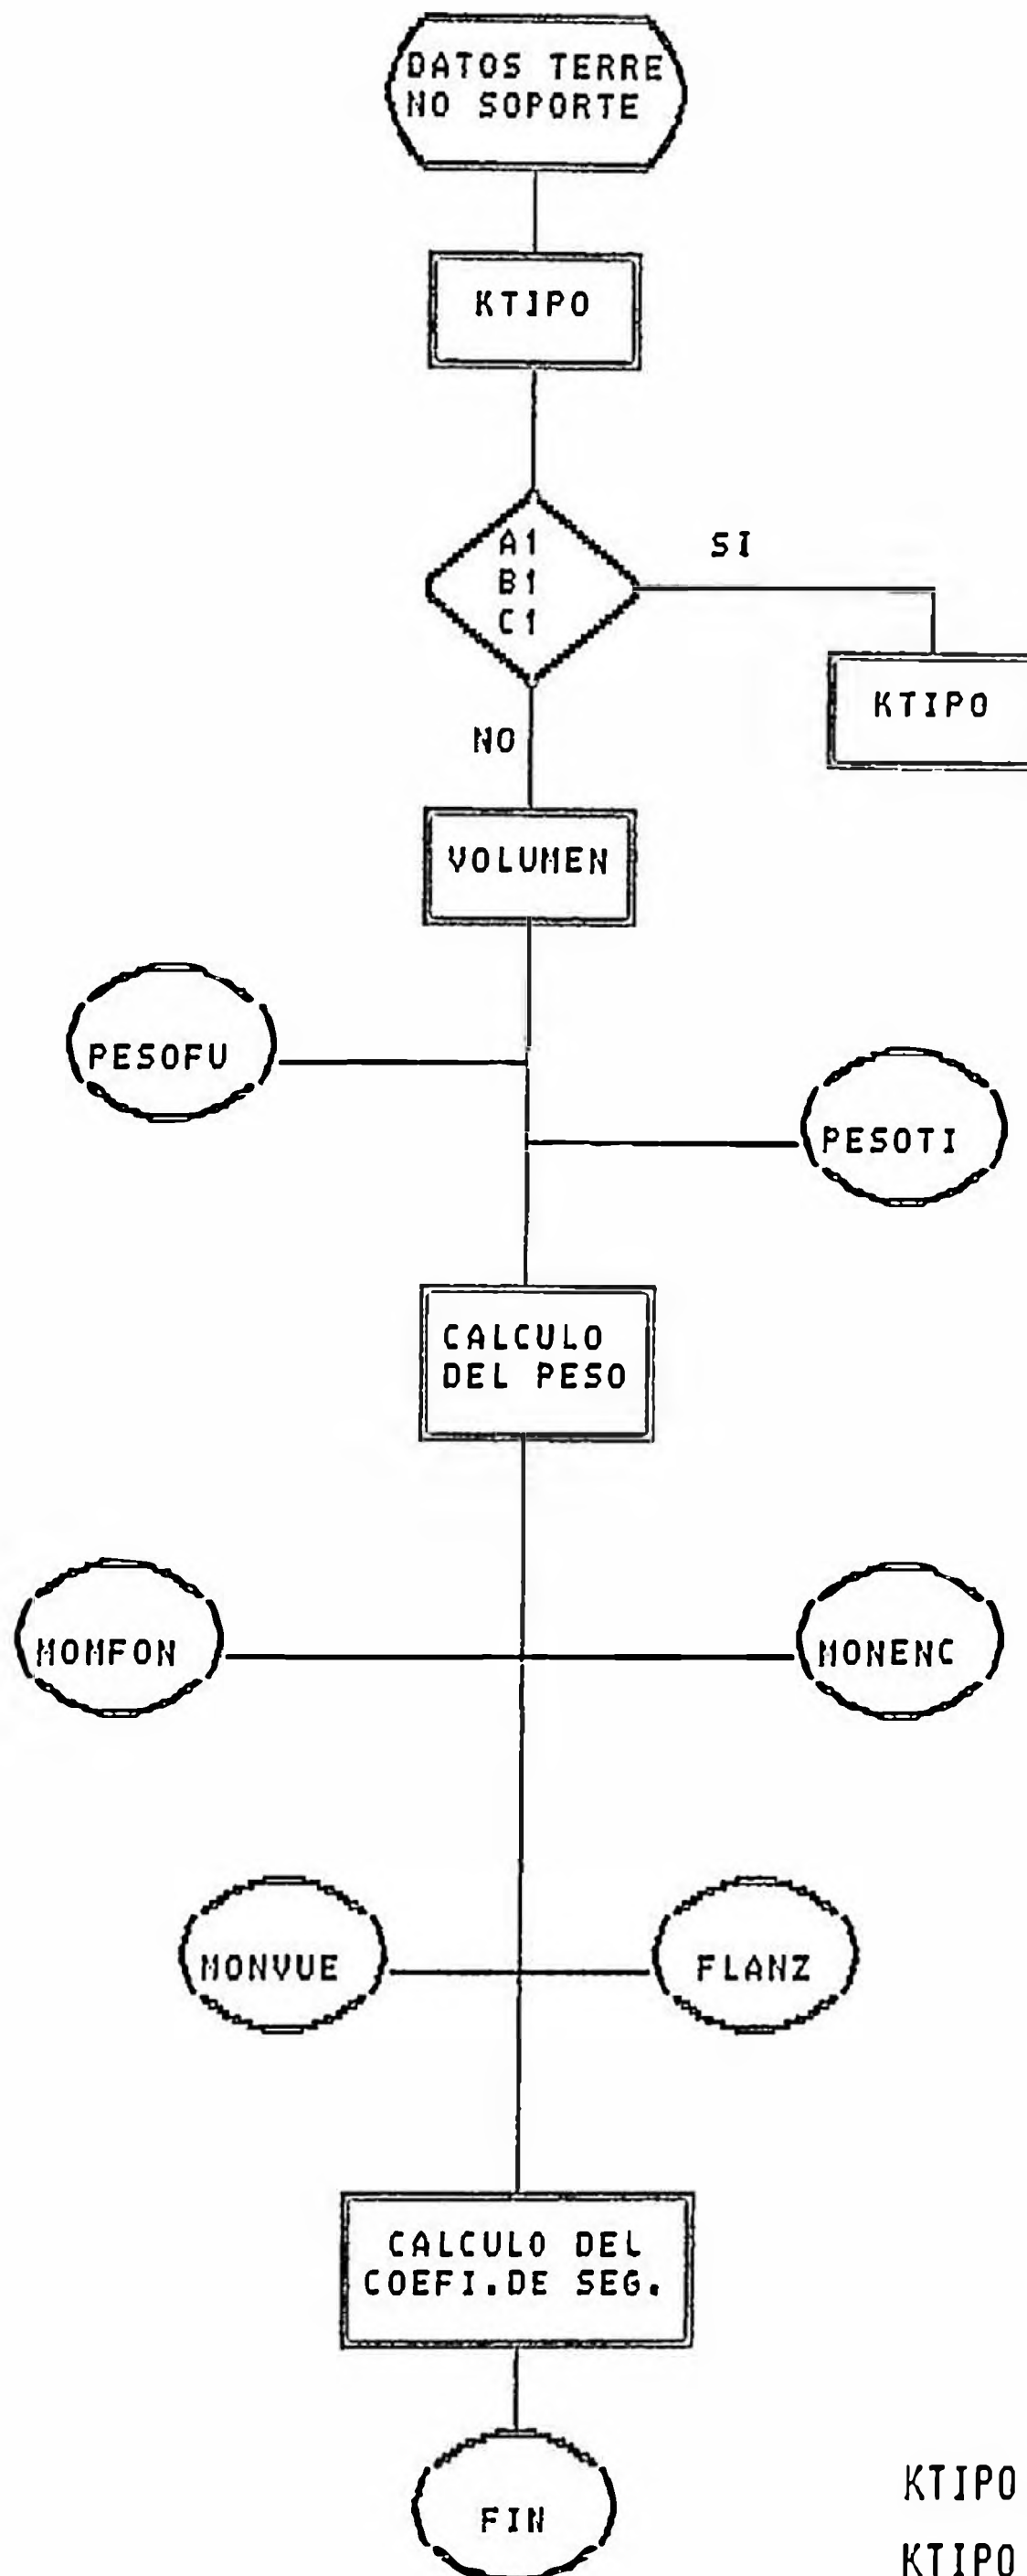 DATOS TERRE
NO SOPORTE
KTIPO
A1
B1
C1
SI
KTIPO
NO
VOLUMEN
PESOFU
PESOTI
CALCULO
DEL PESO
MOMFON
MONENC
MONVUE
FLANZ
CALCULO DEL
COEFI.DE SEG.
FIN
KTIPO
KTIPO